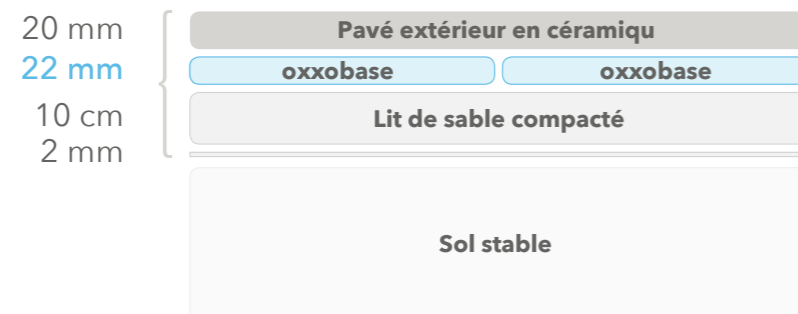 20 mm
Pavé extérieur en céramiqu
22 mm
oxxobase
oxxobase
10 cm
Lit de sable compacté
2 mm
Sol stable